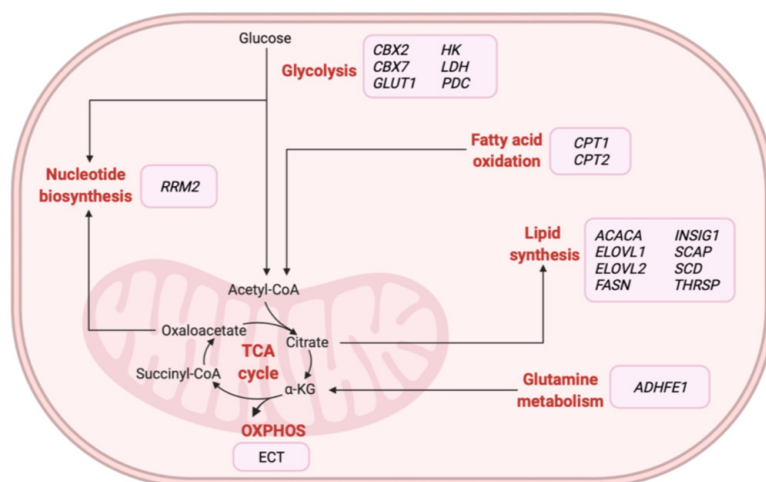 Glucose
Glycolysis
CBX2 HK
CBX7 LDH
GLUT1 PDC
Fatty acid
oxidation
CPT1
CPT2
Nucleotide
biosynthesis
RRM2
Lipid
synthesis
ACACA INSIG1
ELOVL1 SCAP
ELOVL2 SCD
FASN THRSP
Acetyl-CoA
Oxaloacetate
Citrate
TCA
cycle
Succinyl-CoA
α-KG
Glutamine
metabolism
ADHFE1
OXPHOS
ECT